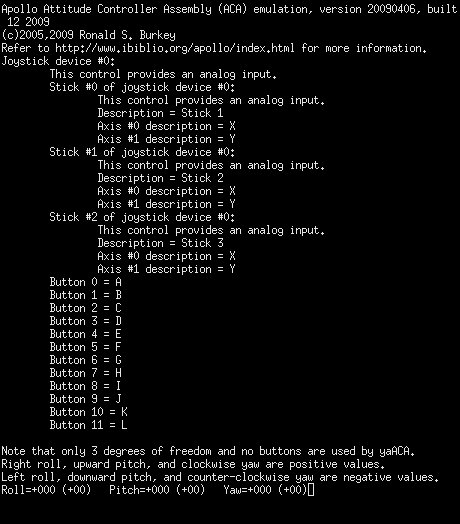 Apollo Attitude Controller Assembly (ACA) emulation, version 20090406, built
 12 2009
(c)2005,2009 Ronald S. Burkey
Refer to http://www.ibiblio.org/apollo/index.html for more information.
Joystick device #0:
        This control provides an analog input.
        Stick #0 of joystick device #0:
                This control provides an analog input.
                Description = Stick 1
                Axis #0 description = X
                Axis #1 description = Y
        Stick #1 of joystick device #0:
                This control provides an analog input.
                Description = Stick 2
                Axis #0 description = X
                Axis #1 description = Y
        Stick #2 of joystick device #0:
                This control provides an analog input.
                Description = Stick 3
                Axis #0 description = X
                Axis #1 description = Y
        Button 0 = A
        Button 1 = B
        Button 2 = C
        Button 3 = D
        Button 4 = E
        Button 5 = F
        Button 6 = G
        Button 7 = H
        Button 8 = I
        Button 9 = J
        Button 10 = K
        Button 11 = L

Note that only 3 degrees of freedom and no buttons are used by yaACA.
Right roll, upward pitch, and clockwise yaw are positive values.
Left roll, downward pitch, and counter-clockwise yaw are negative values.
Roll=+000 (+00)   Pitch=+000 (+00)   Yaw=+000 (+00)